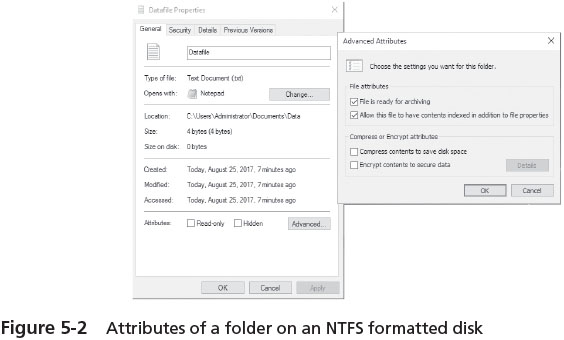 Datafile Properties
General Security Details Previous Versions
Datafile
Type of file: Text Document (.txt)
Opens with: Notepad Change...
Location: C:\Users\Administrator\Documents\Data
Size: 4 bytes (4 bytes)
Size on disk: 0 bytes
Created: Today, August 25, 2017, 7 minutes ago
Modified: Today, August 25, 2017, 7 minutes ago
Accessed: Today, August 25, 2017, 7 minutes ago
Attributes: Read-only Hidden Advanced...
OK Cancel Apply
Advanced Attributes
Choose the settings you want for this folder.
File attributes
File is ready for archiving
Allow this file to have contents indexed in addition to file properties
Compress or Encrypt attributes
Compress contents to save disk space
Encrypt contents to secure data Details
OK Cancel
Figure 5-2 Attributes of a folder on an NTFS formatted disk